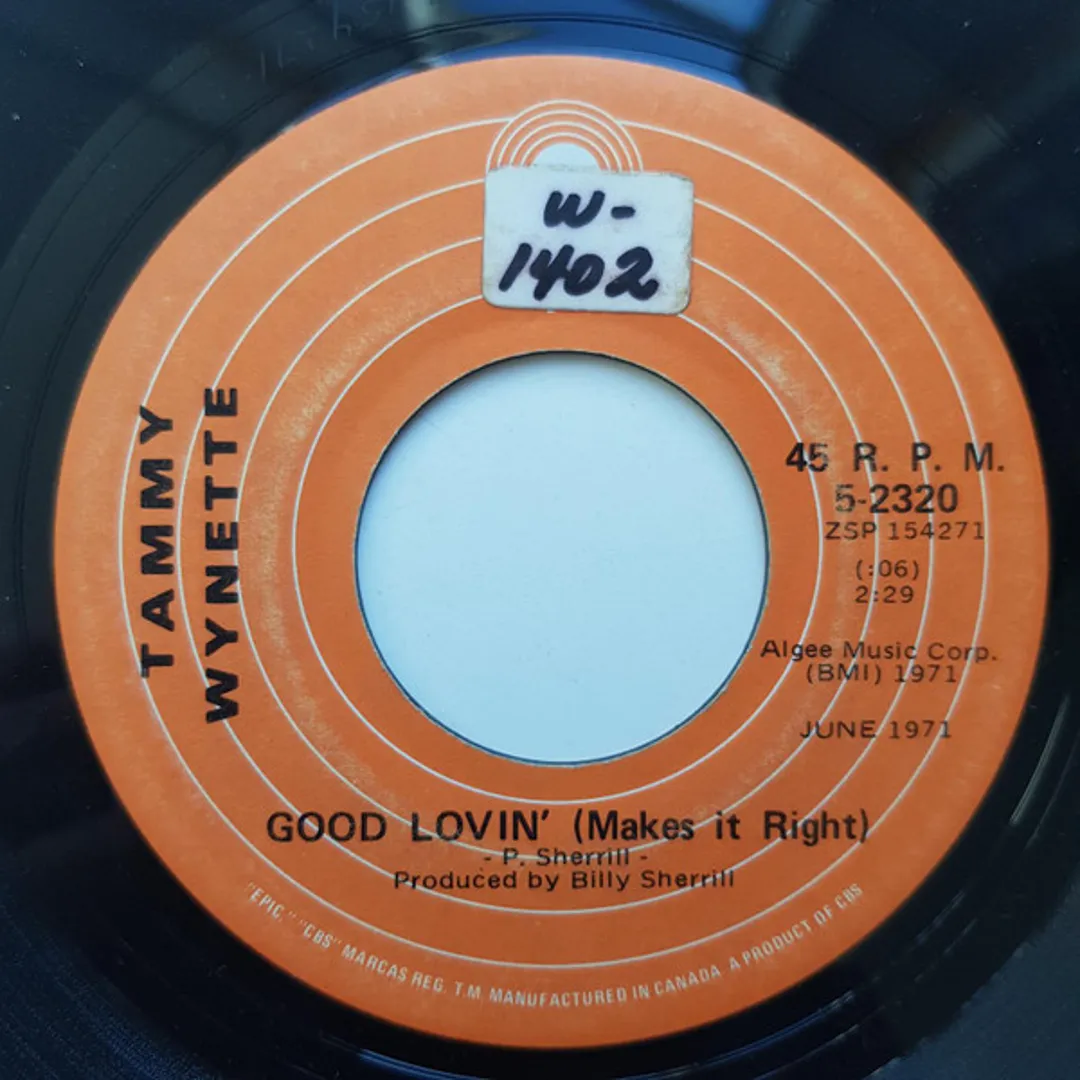 W-
1402
TAMMY
WYNETTE
45 R. P. M.
5-2320
ZSP 154271
(:06)
2:29
Algee Music Corp.
(BMI) 1971
JUNE 1971
GOOD LOVIN' (Makes it Right)
- P. Sherrill -
Produced by Billy Sherrill
"EPIC," "CBS" MARCAS REG. T.M. MANUFACTURED IN CANADA A PRODUCT OF CBS